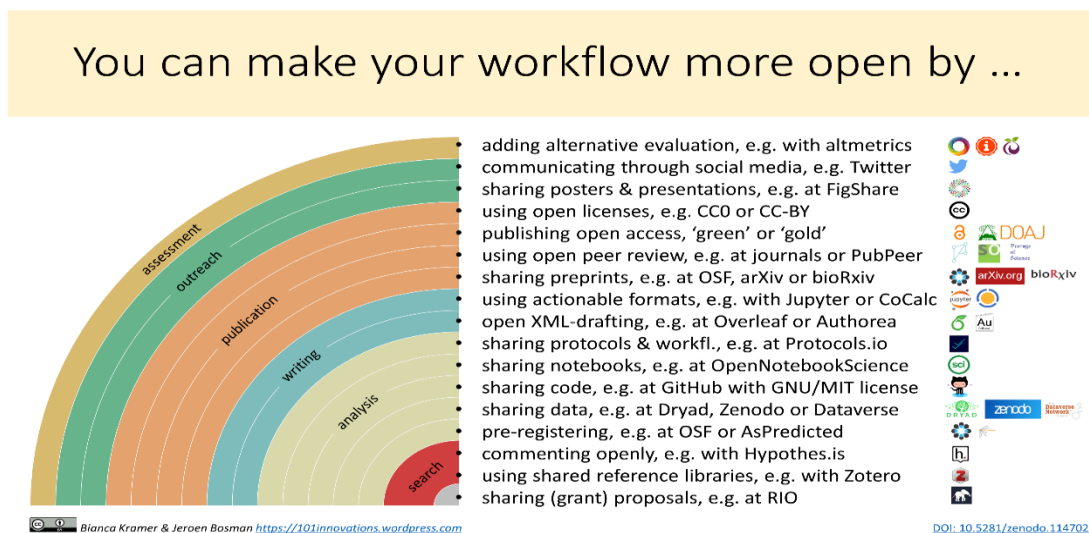 You can make your workflow more open by ...
adding alternative evaluation, e.g. with altmetrics
communicating through social media, e.g. Twitter
sharing posters & presentations, e.g. at FigShare
using open licenses, e.g. CC0 or CC-BY
publishing open access, ‘green’ or ‘gold’
using open peer review, e.g. at journals or PubPeer
sharing preprints, e.g. at OSF, arXiv or bioRxiv
using actionable formats, e.g. with Jupyter or CoCalc
open XML-drafting, e.g. at Overleaf or Authorea
sharing protocols & workfl., e.g. at Protocols.io
sharing notebooks, e.g. at OpenNotebookScience
sharing code, e.g. at GitHub with GNU/MIT license
sharing data, e.g. at Dryad, Zenodo or Dataverse
pre-registering, e.g. at OSF or AsPredicted
commenting openly, e.g. with Hypothes.is
using shared reference libraries, e.g. with Zotero
sharing (grant) proposals, e.g. at RIO
assessment
outreach
publication
writing
analysis
search
cc
DOAJ
arXiv.org
bioRxiv
jupyter
Au
sci
DRYAD
zenodo
Dataverse
Network
h.
Z
Bianca Kramer & Jeroen Bosman https://101innovations.wordpress.com
DOI: 10.5281/zenodo.114702